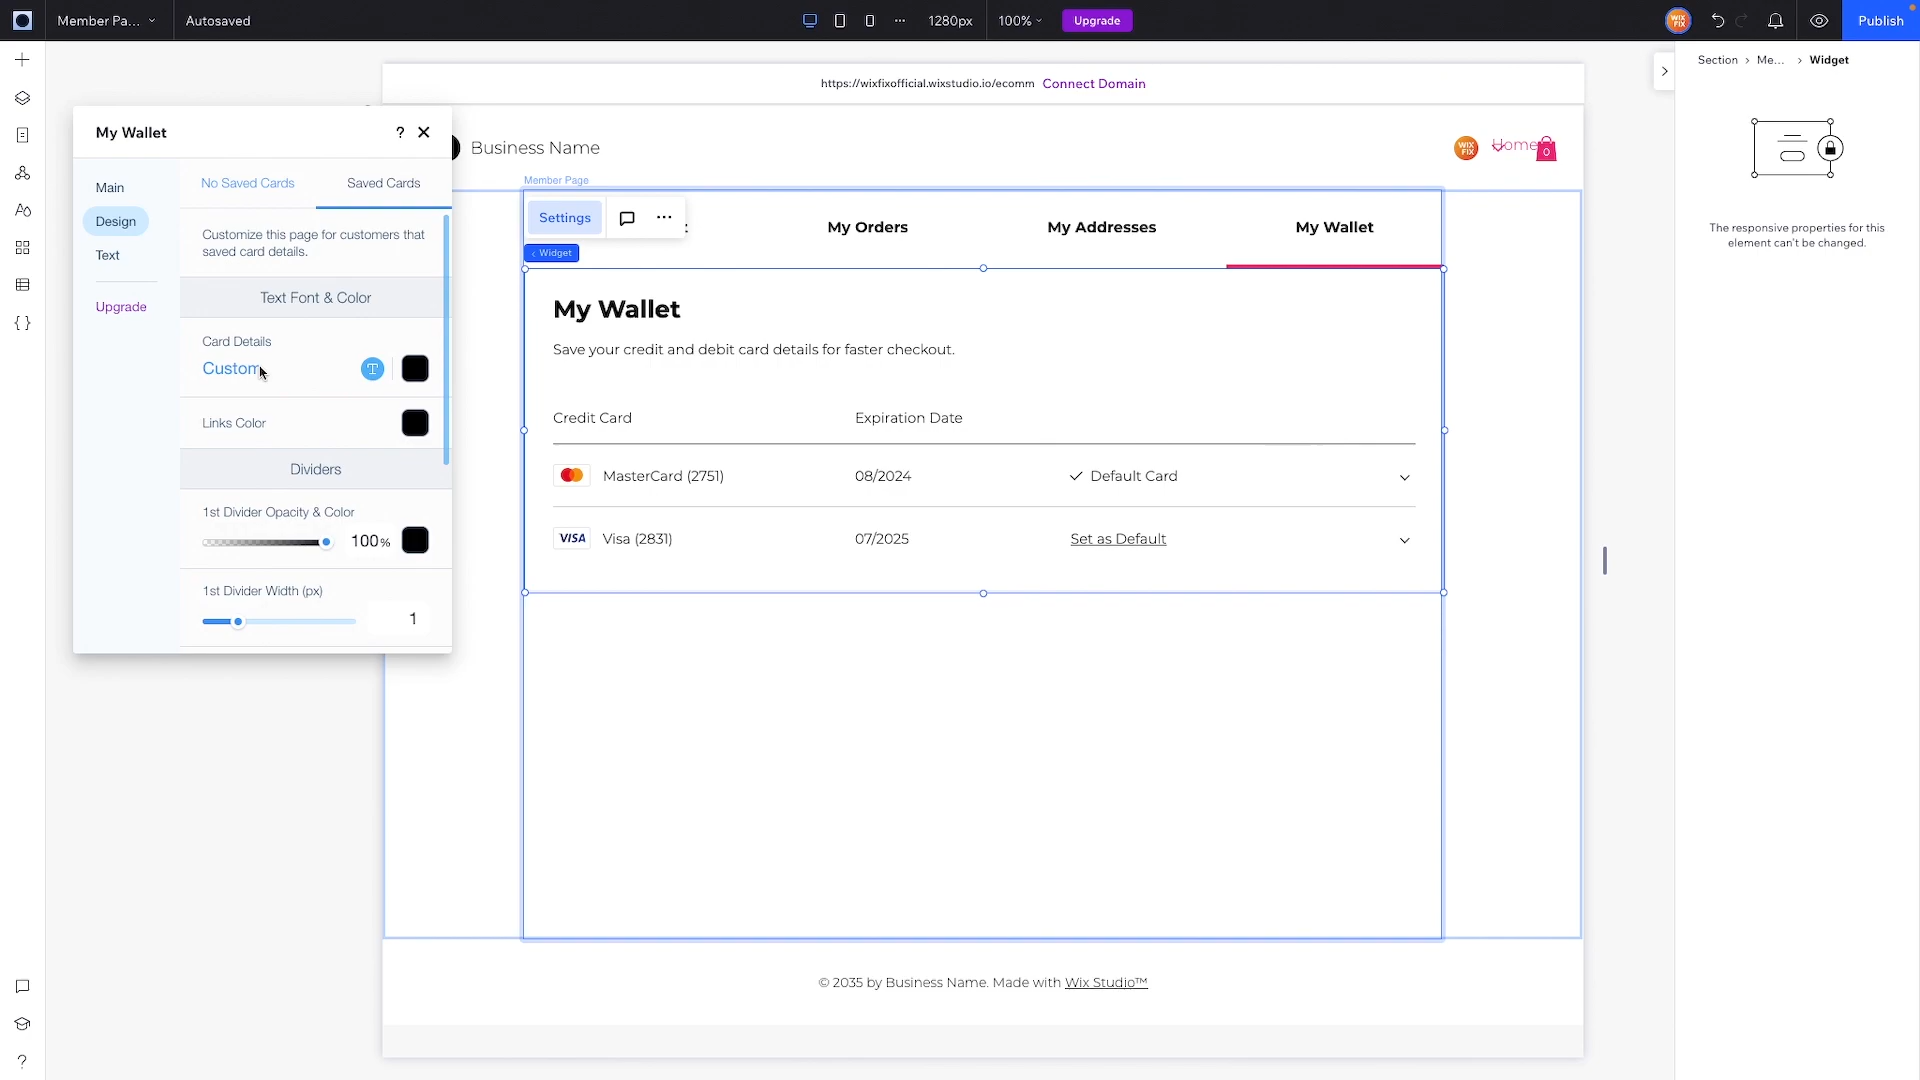 Member Pa...
Autosaved
1280px
100%
Upgrade
WIX FIX
Publish
https://wixfixofficial.wixstudio.io/ecomm Connect Domain
Section > Me... > Widget
My Wallet
?
Business Name
WIX FIX
Home
0
Member Page
Main
Design
Text
Upgrade
No Saved Cards
Saved Cards
Customize this page for customers that
saved card details.
Text Font & Color
Card Details
Custom
T
Links Color
Dividers
1st Divider Opacity & Color
100%
1st Divider Width (px)
1
Settings
< Widget
My Orders
My Addresses
My Wallet
My Wallet
Save your credit and debit card details for faster checkout.
Credit Card
Expiration Date
MasterCard (2751)
08/2024
Default Card
VISA
Visa (2831)
07/2025
Set as Default
The responsive properties for this
element can't be changed.
© 2035 by Business Name. Made with Wix Studio™
?